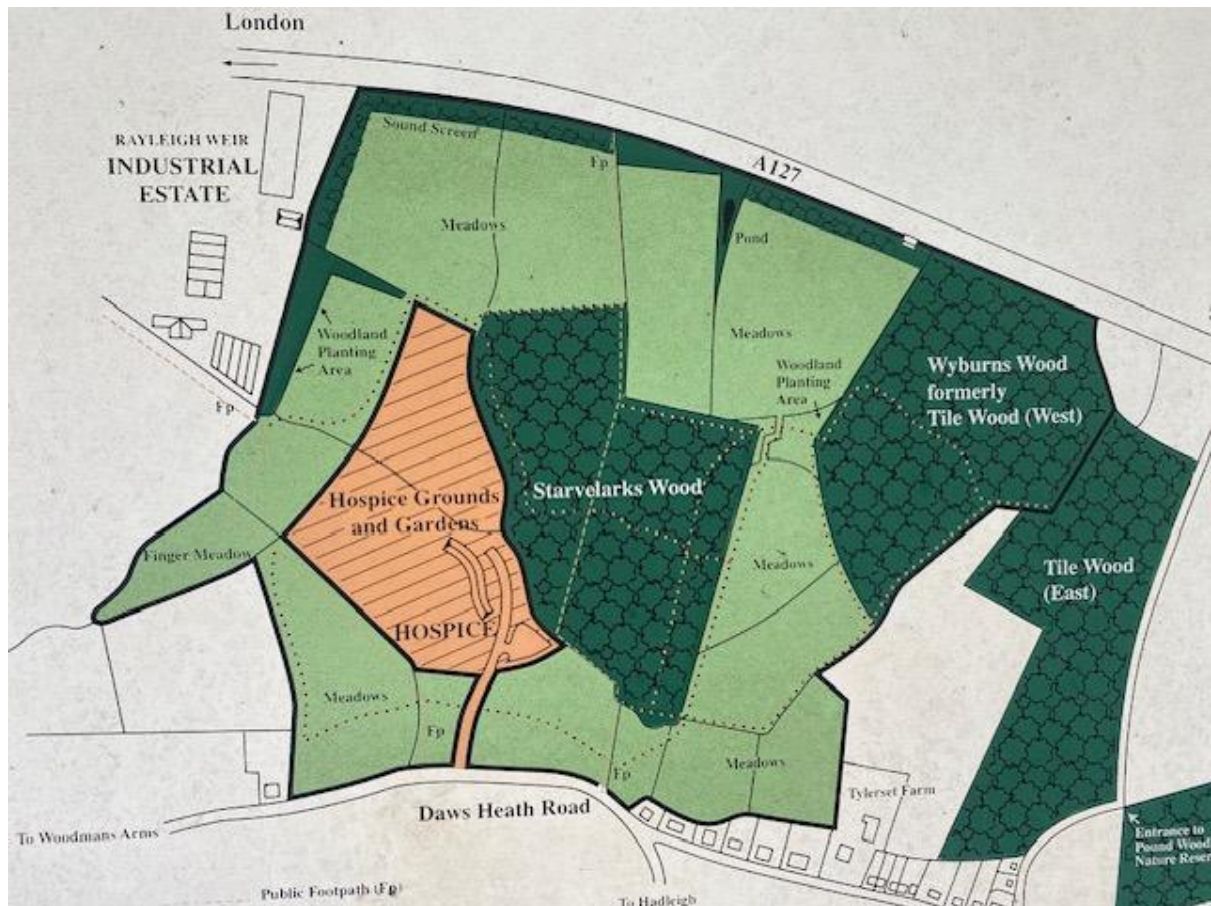 London
RAYLEIGH WEIR
INDUSTRIAL
ESTATE
Sound Screen
Fp
A127
Meadows
Pond
Woodland
Planting
Area
Meadows
Woodland
Planting
Area
Wyburns Wood
formerly
Tile Wood (West)
Fp
Hospice Grounds
and Gardens
Starvelarks Wood
Finger Meadow
Meadows
Tile Wood
(East)
HOSPICE
Meadows
Fp
Fp
Meadows
Tylerset Farm
Daws Heath Road
To Woodmans Arms
Entrance to
Pound Wood
Nature Reser
Public Footpath (Fp)
To Hadleigh